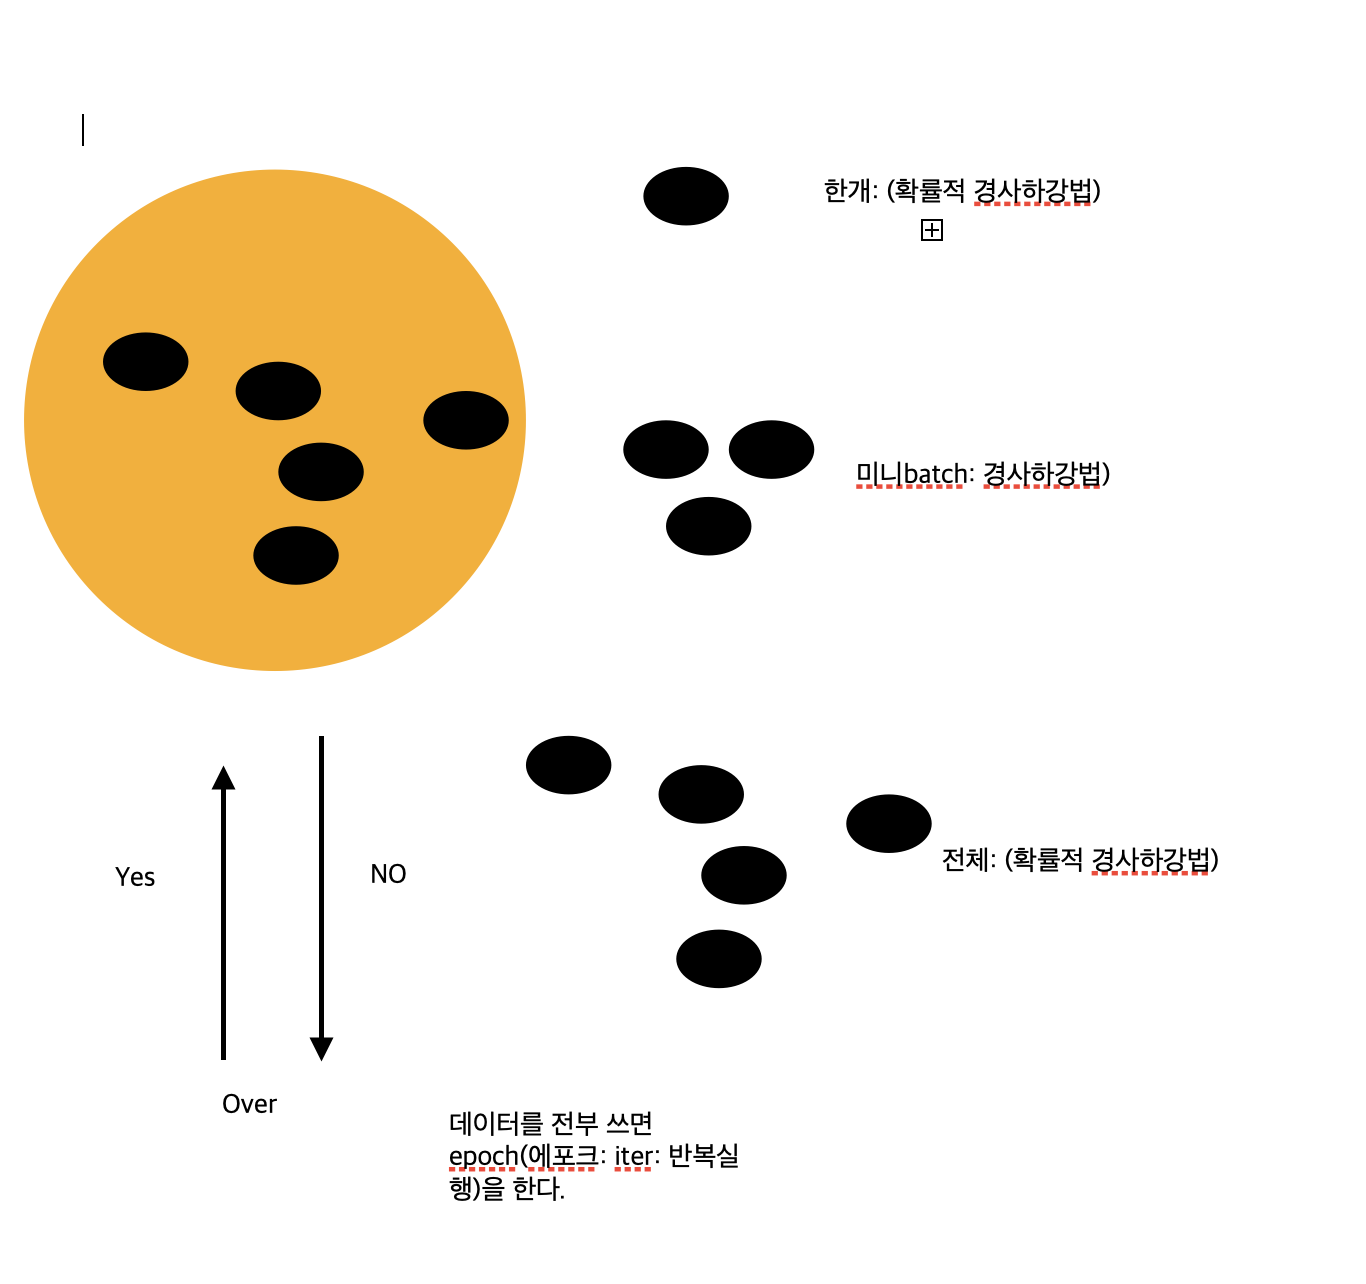 한개: (확률적 경사하강법)
미니batch: 경사하강법)
Yes
NO
전체: (확률적 경사하강법)
Over
데이터를 전부 쓰면
epoch(에포크: iter: 반복실
행)을 한다.